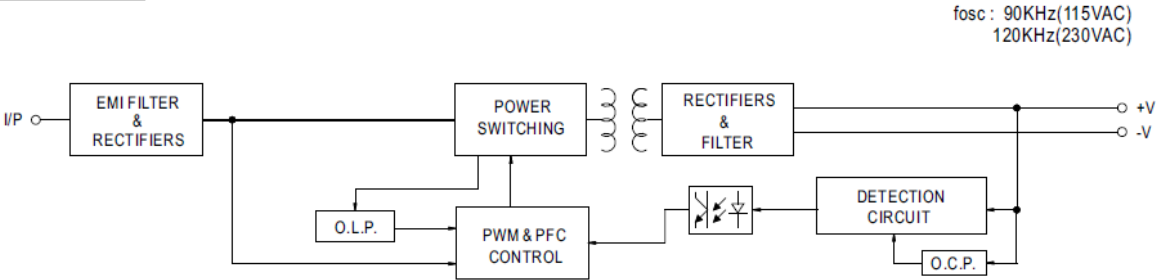 fosc : 90KHz(115VAC)
120KHz(230VAC)
I/P
EMI FILTER
&
RECTIFIERS
POWER
SWITCHING
RECTIFIERS
&
FILTER
+V
-V
O.L.P.
PWM & PFC
CONTROL
DETECTION
CIRCUIT
O.C.P.